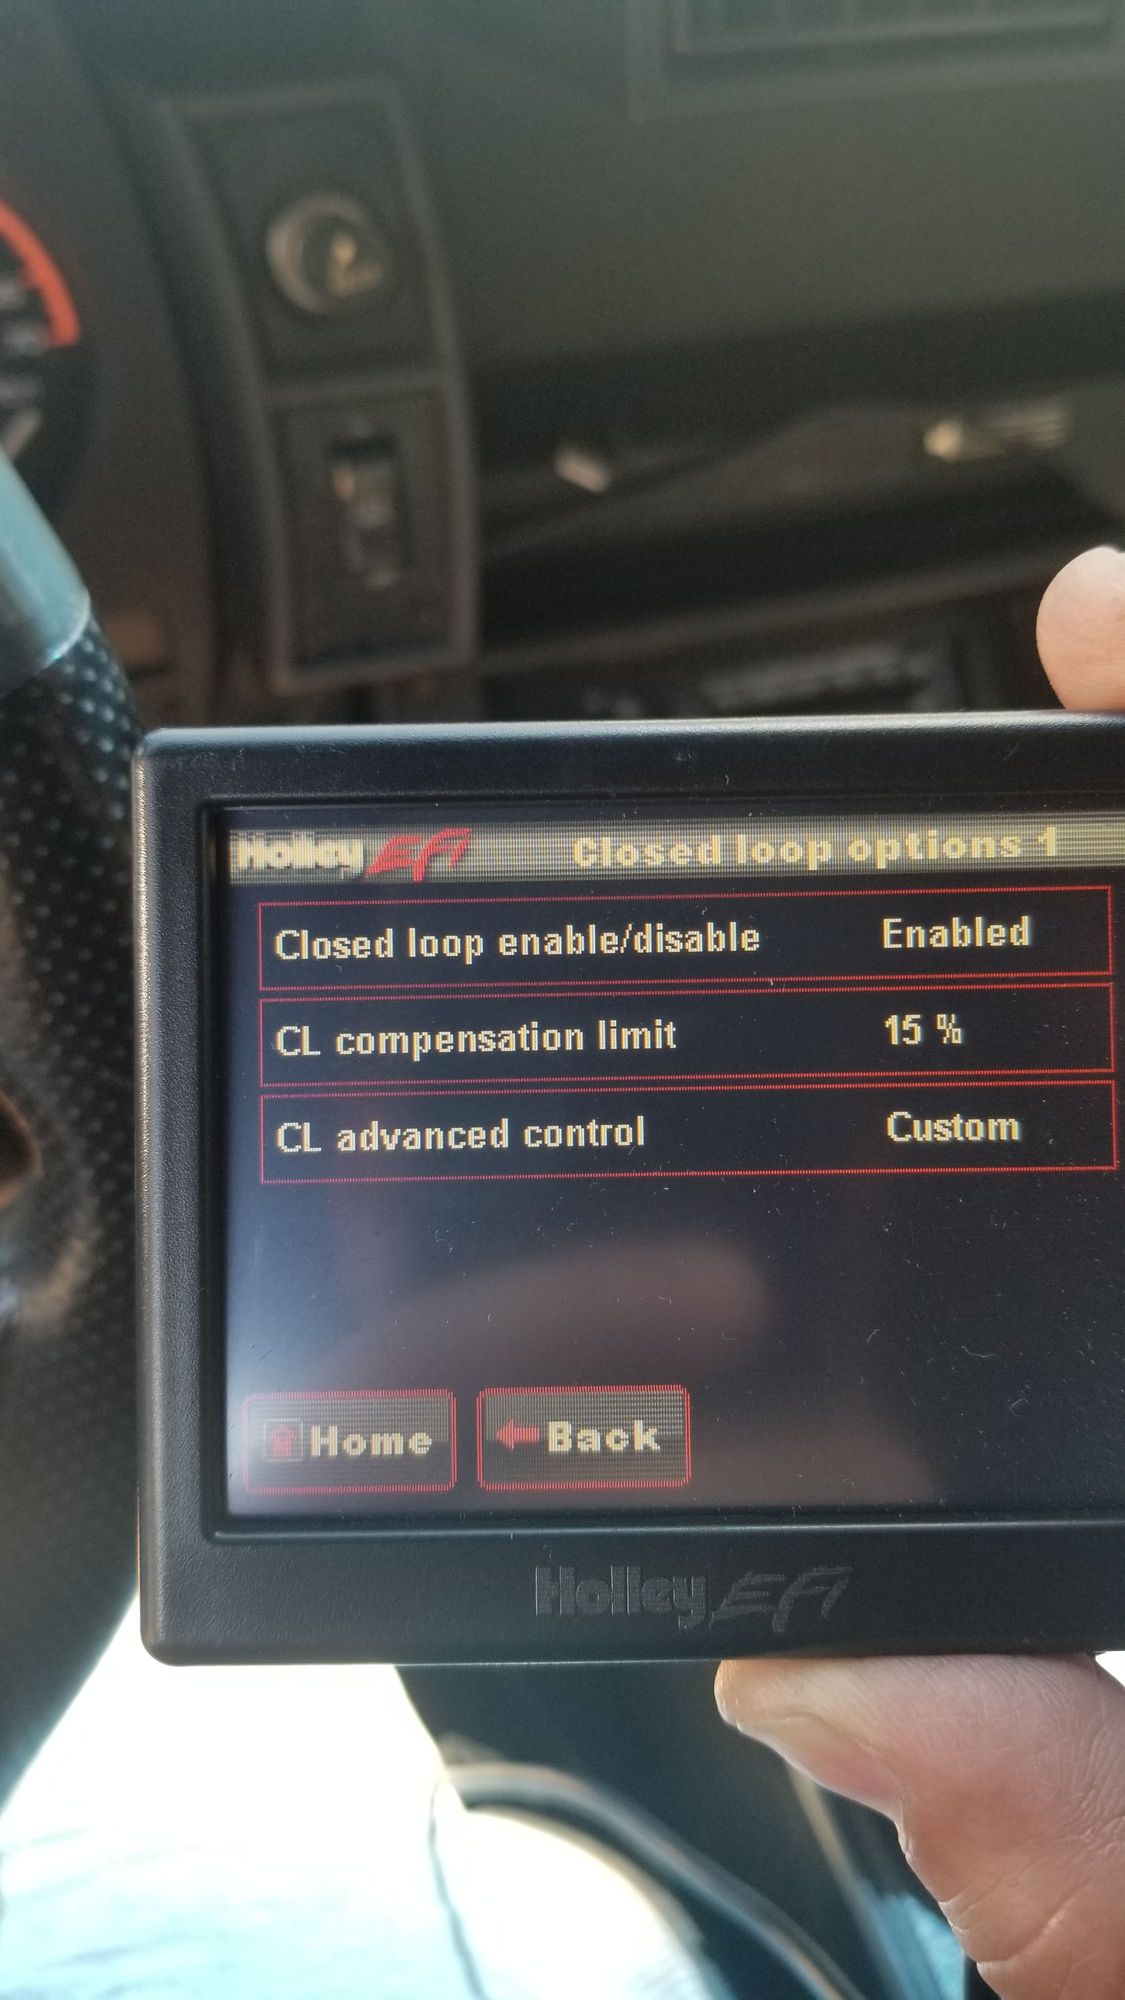 Holley EFI Closed loop options 1
Closed loop enable/disable Enabled
CL compensation limit 15 %
CL advanced control Custom
Home Back
Holley EFI